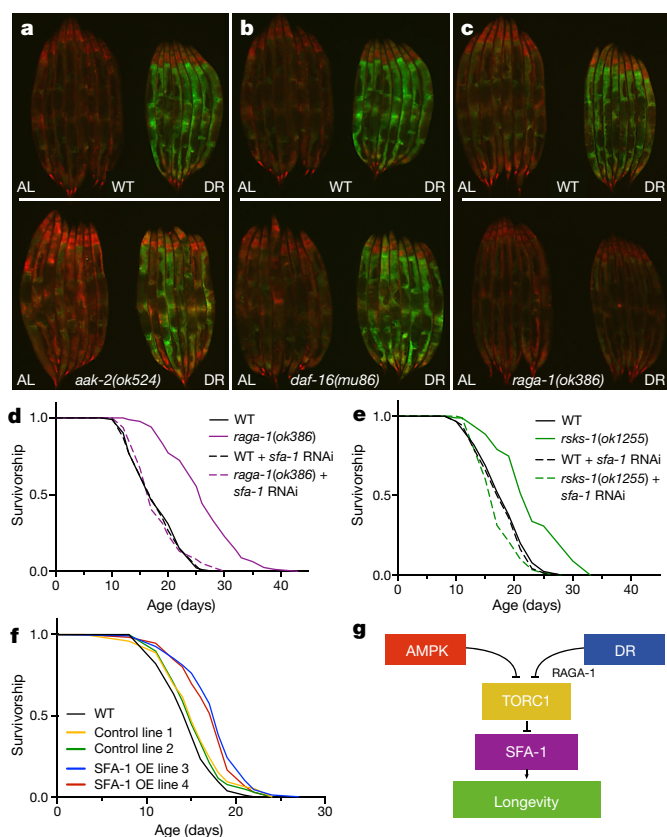 a
b
c
AL WT DR
AL WT DR
AL WT DR
AL aak-2(ok524) DR
AL daf-16(mu86) DR
AL raga-1(ok386) DR
d
Survivorship
1.0
0.5
0.0
0 10 20 30 40
Age (days)
WT
raga-1(ok386)
WT + sfa-1 RNAi
raga-1(ok386) +
sfa-1 RNAi
e
Survivorship
1.0
0.5
0.0
0 10 20 30 40
Age (days)
WT
rsks-1(ok1255)
WT + sfa-1 RNAi
rsks-1(ok1255) +
sfa-1 RNAi
f
Survivorship
1.0
0.5
0.0
0 10 20 30
Age (days)
WT
Control line 1
Control line 2
SFA-1 OE line 3
SFA-1 OE line 4
g
AMPK
DR
RAGA-1
TORC1
SFA-1
Longevity